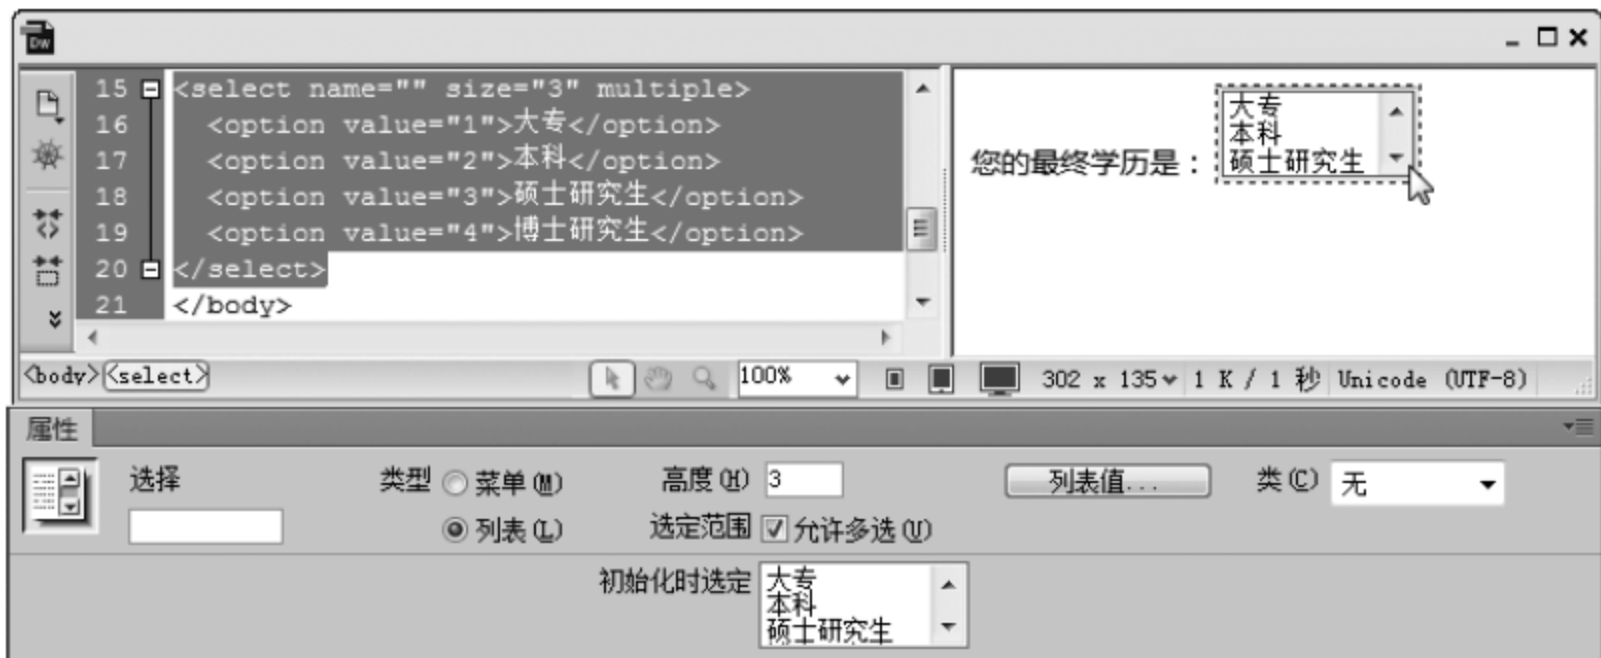 Dw
15 <select name="" size="3" multiple>
16 <option value="1">大专</option>
17 <option value="2">本科</option>
18 <option value="3">硕士研究生</option>
19 <option value="4">博士研究生</option>
20 </select>
21 </body>
您的最终学历是：
大专
本科
硕士研究生
<body> <select> 100% 302 x 135 1 K / 1 秒 Unicode (UTF-8)
属性
选择 类型 菜单(M) 高度(H) 3 列表值... 类(C) 无
列表(L) 选定范围 允许多选(V)
初始化时选定 大专
本科
硕士研究生